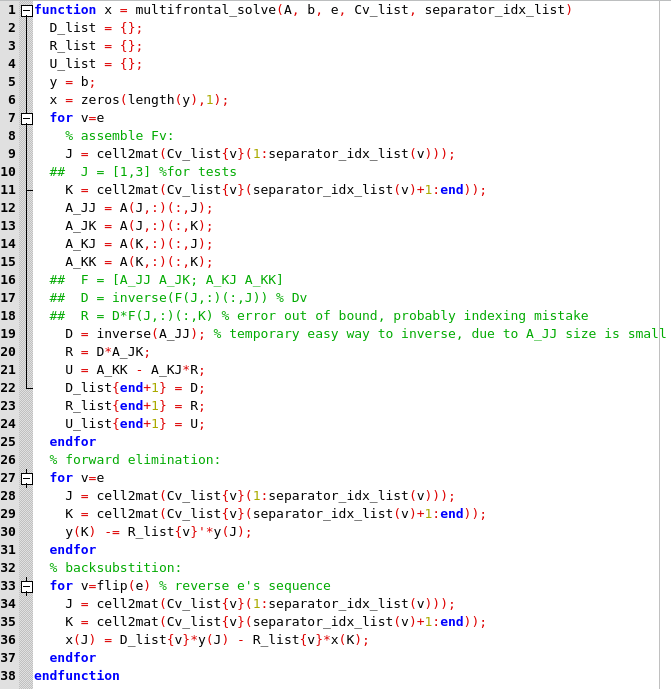 1 function x = multifrontal_solve(A, b, e, Cv_list, separator_idx_list)
2   D_list = {};
3   R_list = {};
4   U_list = {};
5   y = b;
6   x = zeros(length(y),1);
7   for v=e
8     % assemble Fv:
9     J = cell2mat(Cv_list{v}(1:separator_idx_list(v)));
10   ##  J = [1,3] %for tests
11     K = cell2mat(Cv_list{v}(separator_idx_list(v)+1:end));
12     A_JJ = A(J,:)(:,J);
13     A_JK = A(J,:)(:,K);
14     A_KJ = A(K,:)(:,J);
15     A_KK = A(K,:)(:,K);
16   ##  F = [A_JJ A_JK; A_KJ A_KK]
17   ##  D = inverse(F(J,:)(:,J)) % Dv
18   ##  R = D*F(J,:)(:,K) % error out of bound, probably indexing mistake
19     D = inverse(A_JJ); % temporary easy way to inverse, due to A_JJ size is small
20     R = D*A_JK;
21     U = A_KK - A_KJ*R;
22     D_list{end+1} = D;
23     R_list{end+1} = R;
24     U_list{end+1} = U;
25   endfor
26   % forward elimination:
27   for v=e
28     J = cell2mat(Cv_list{v}(1:separator_idx_list(v)));
29     K = cell2mat(Cv_list{v}(separator_idx_list(v)+1:end));
30     y(K) -= R_list{v}'*y(J);
31   endfor
32   % backsubstition:
33   for v=flip(e) % reverse e's sequence
34     J = cell2mat(Cv_list{v}(1:separator_idx_list(v)));
35     K = cell2mat(Cv_list{v}(separator_idx_list(v)+1:end));
36     x(J) = D_list{v}*y(J) - R_list{v}*x(K);
37   endfor
38 endfunction